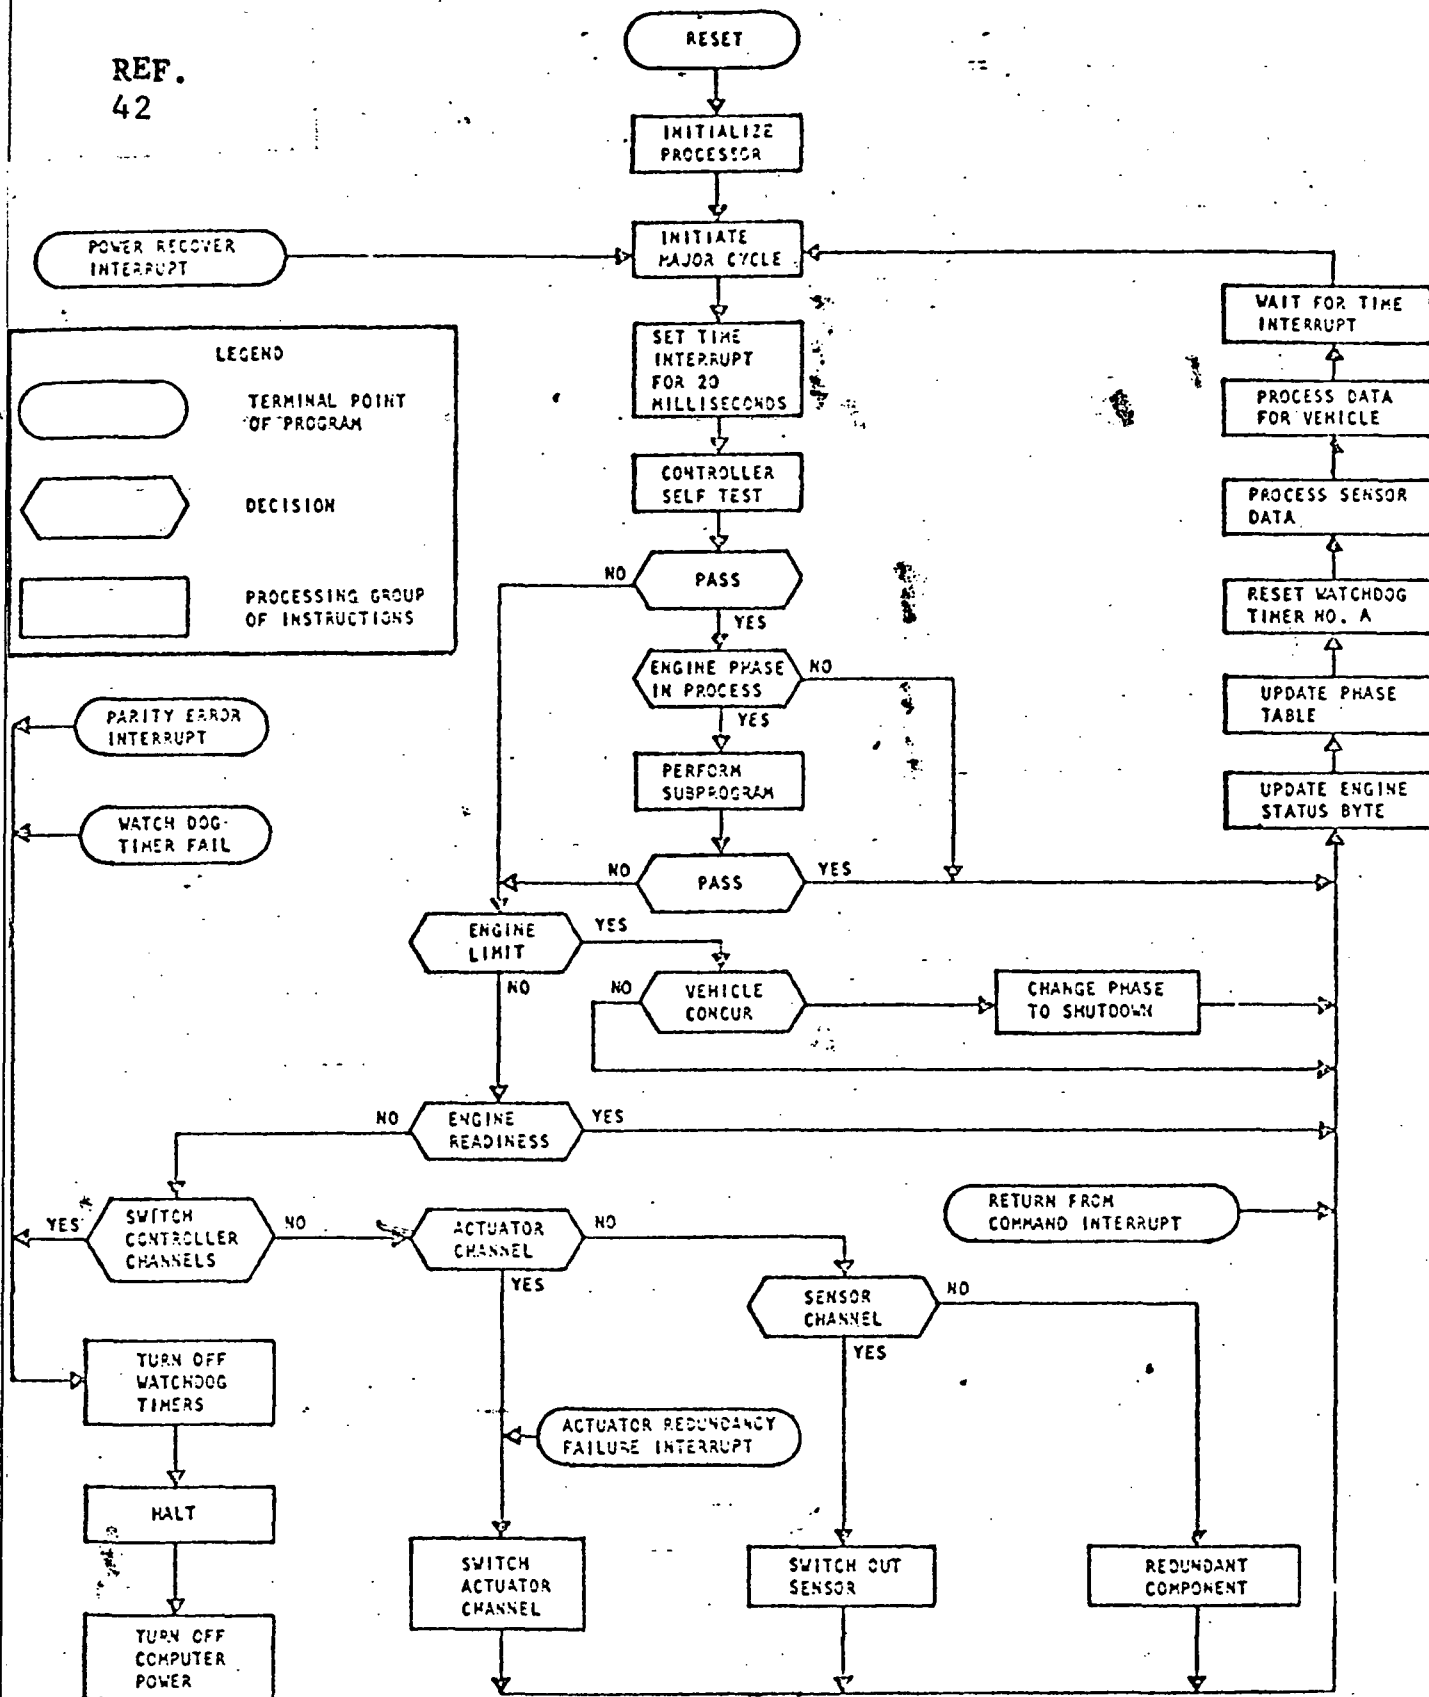 REF.
42
RESET
INITIALIZE
PROCESSOR
POWER RECOVER
INTERRUPT
INITIATE
MAJOR CYCLE
WAIT FOR TIME
INTERRUPT
LEGEND
TERMINAL POINT
OF PROGRAM
DECISION
PROCESSING GROUP
OF INSTRUCTIONS
SET TIME
INTERRUPT
FOR 20
MILLISECONDS
PROCESS DATA
FOR VEHICLE
CONTROLLER
SELF TEST
PROCESS SENSOR
DATA
NO
PASS
YES
RESET WATCHDOG
TIMER NO. A
ENGINE PHASE
IN PROCESS
NO
YES
UPDATE PHASE
TABLE
PARITY ERROR
INTERRUPT
PERFORM
SUBPROGRAM
UPDATE ENGINE
STATUS BYTE
WATCH DOG-
TIMER FAIL
NO
PASS
YES
ENGINE
LIMIT
YES
NO
NO
VEHICLE
CONCUR
CHANGE PHASE
TO SHUTDOWN
NO
ENGINE
READINESS
YES
YES
SWITCH
CONTROLLER
CHANNELS
NO
ACTUATOR
CHANNEL
NO
YES
RETURN FROM
COMMAND INTERRUPT
SENSOR
CHANNEL
NO
YES
TURN OFF
WATCHDOG
TIMERS
ACTUATOR REDUNDANCY
FAILURE INTERRUPT
HALT
SWITCH
ACTUATOR
CHANNEL
SWITCH OUT
SENSOR
REDUNDANT
COMPONENT
TURN OFF
COMPUTER
POWER